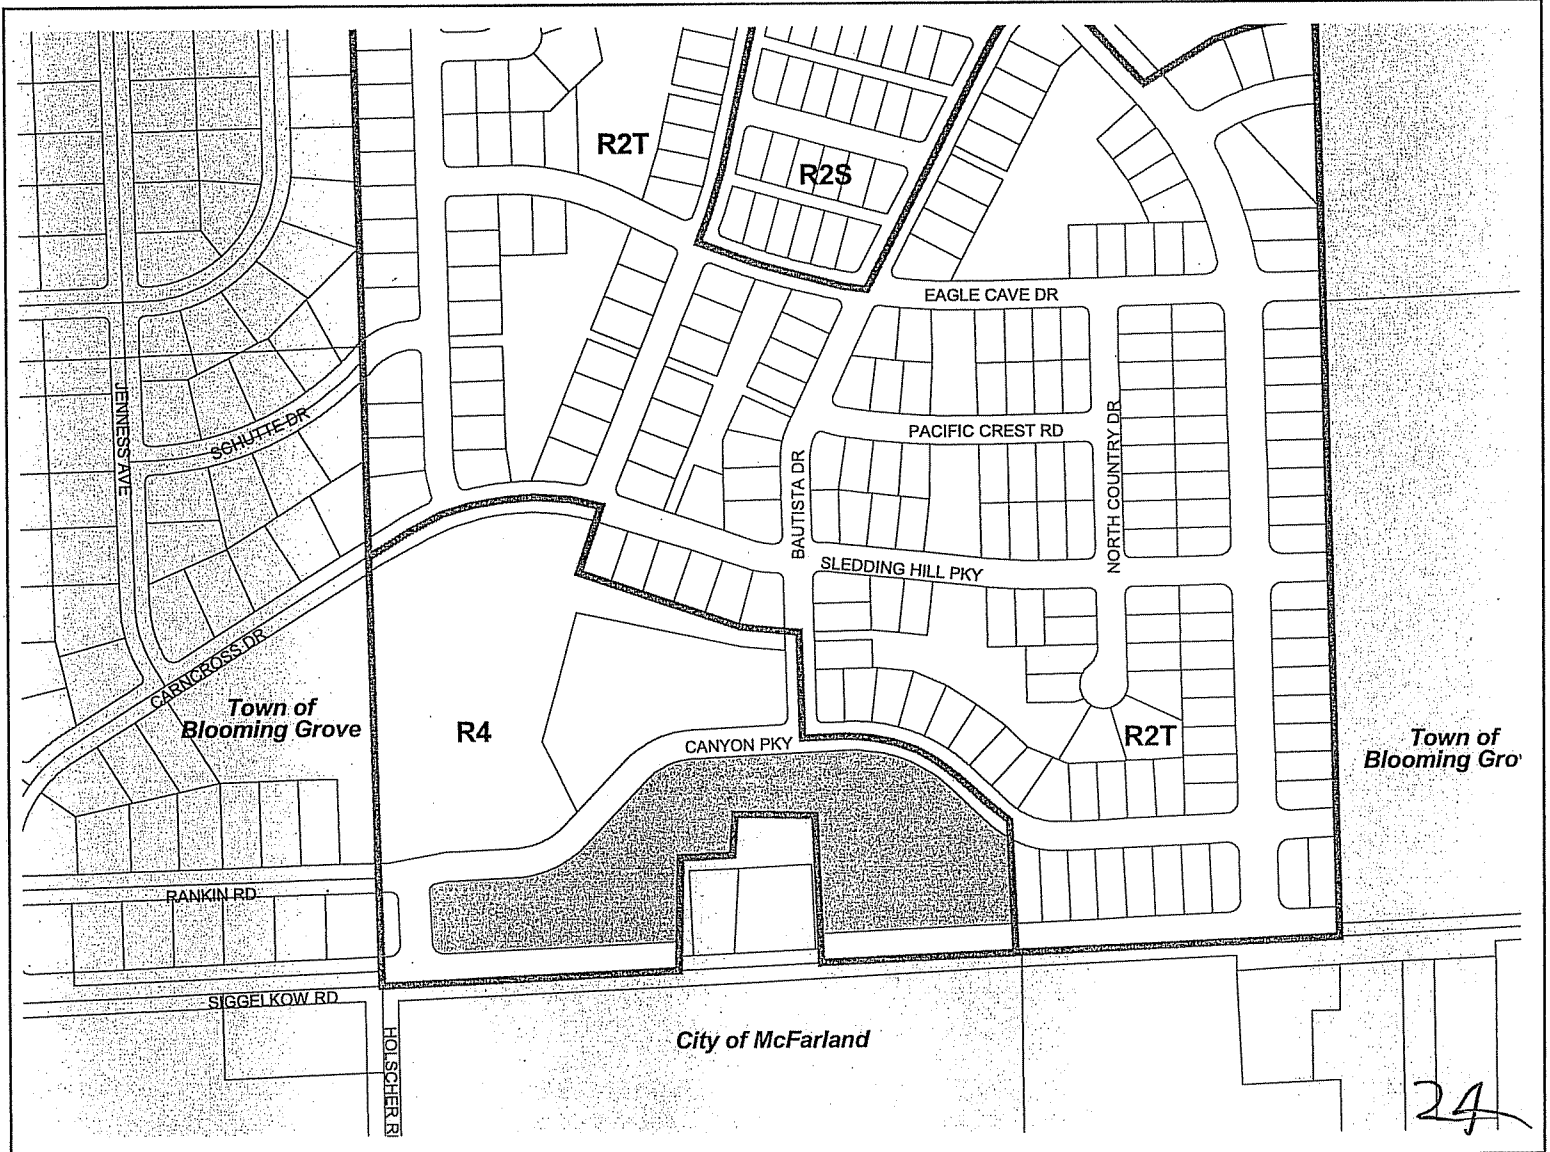 R2T
R2S
EAGLE CAVE DR
JENNESS AVE
SCHUTTE DR
PACIFIC CREST RD
NORTH COUNTRY DR
BAUTISTA DR
SLEDDING HILL PKY
CARNCROSS DR
Town of
Blooming Grove
R4
CANYON PKY
R2T
Town of
Blooming Gro
RANKIN RD
SIGGELKOW RD
HOLSCHER R
City of McFarland
24